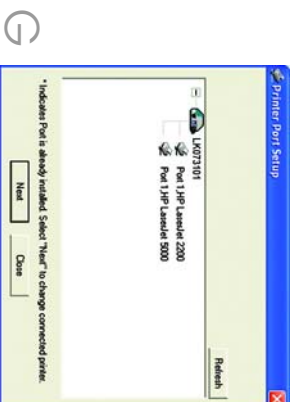 G
Printer Port Setup
Refresh
LK073101
Port 1,HP LaserJet 2200
Port 1,HP LaserJet 5000
* Indicates Port is already installed. Select "Next" to change connected printer.
Next Close